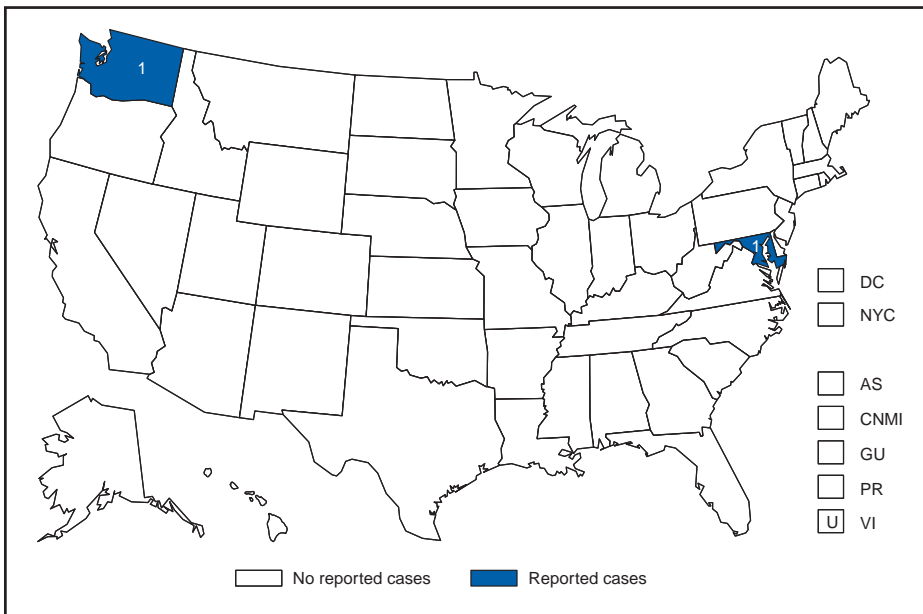 1
1
DC
NYC
AS
CNMI
GU
PR
U VI
No reported cases Reported cases